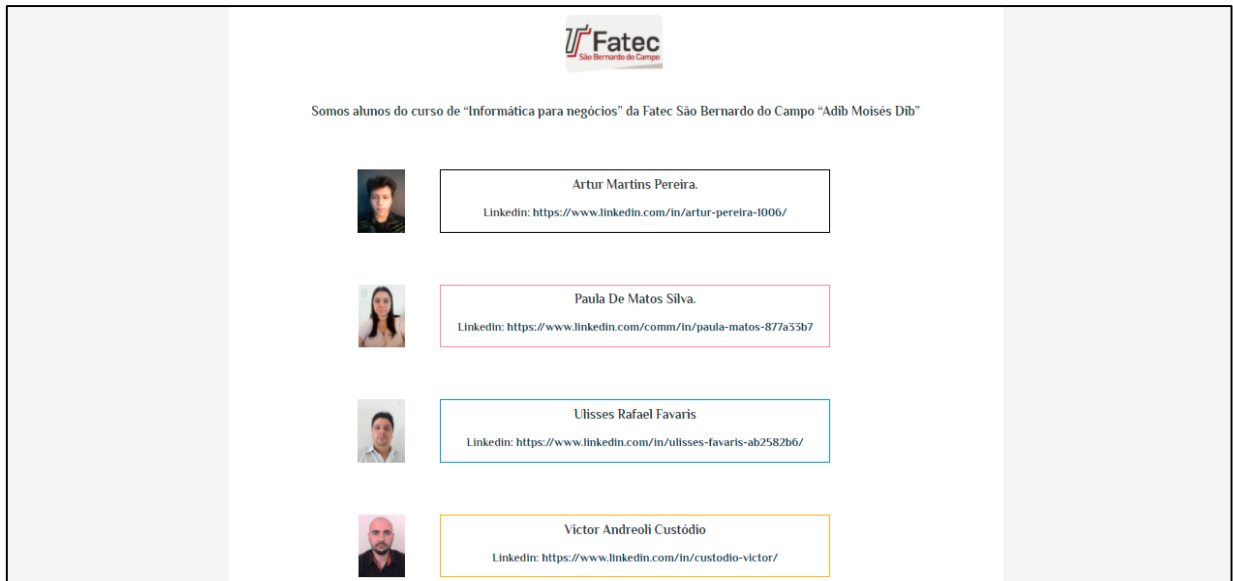 Fatec
São Bernardo do Campo
Somos alunos do curso de “Informática para negócios” da Fatec São Bernardo do Campo “Adib Moisés Dib”
Artur Martins Pereira.
Linkedin: https://www.linkedin.com/in/artur-pereira-1006/
Paula De Matos Silva.
Linkedin: https://www.linkedin.com/comm/in/paula-matos-877a33b7
Ulisses Rafael Favaris
Linkedin: https://www.linkedin.com/in/ulisses-favaris-ab2582b6/
Victor Andreoli Custódio
Linkedin: https://www.linkedin.com/in/custodio-victor/